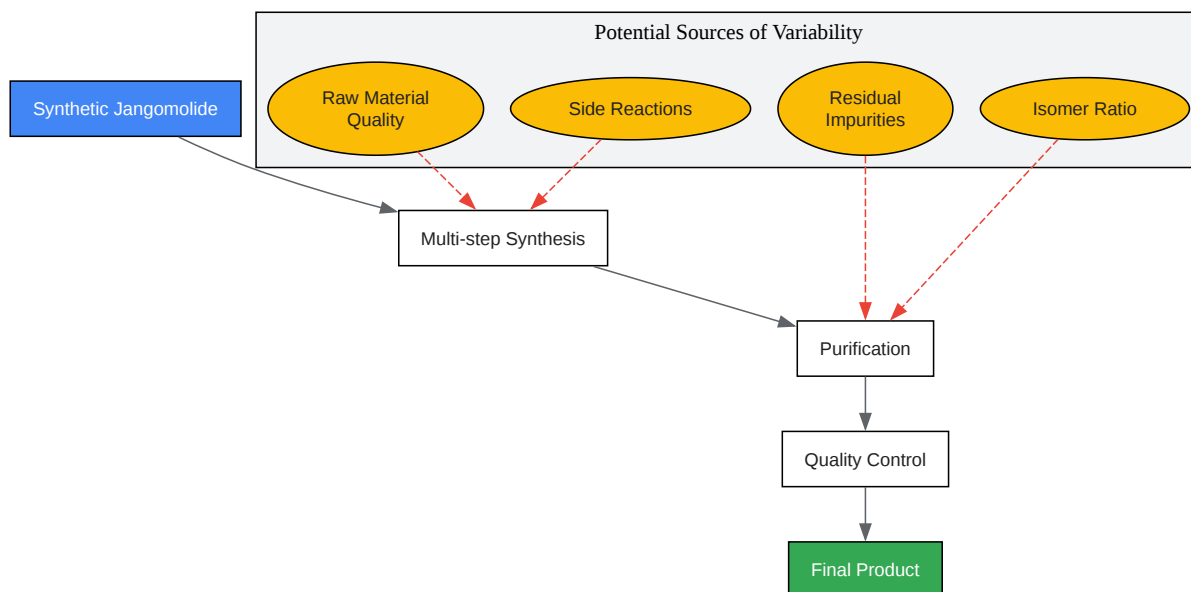 Potential Sources of Variability
Synthetic Jangomolide
Raw Material
Quality
Side Reactions
Residual
Impurities
Isomer Ratio
Multi-step Synthesis
Purification
Quality Control
Final Product